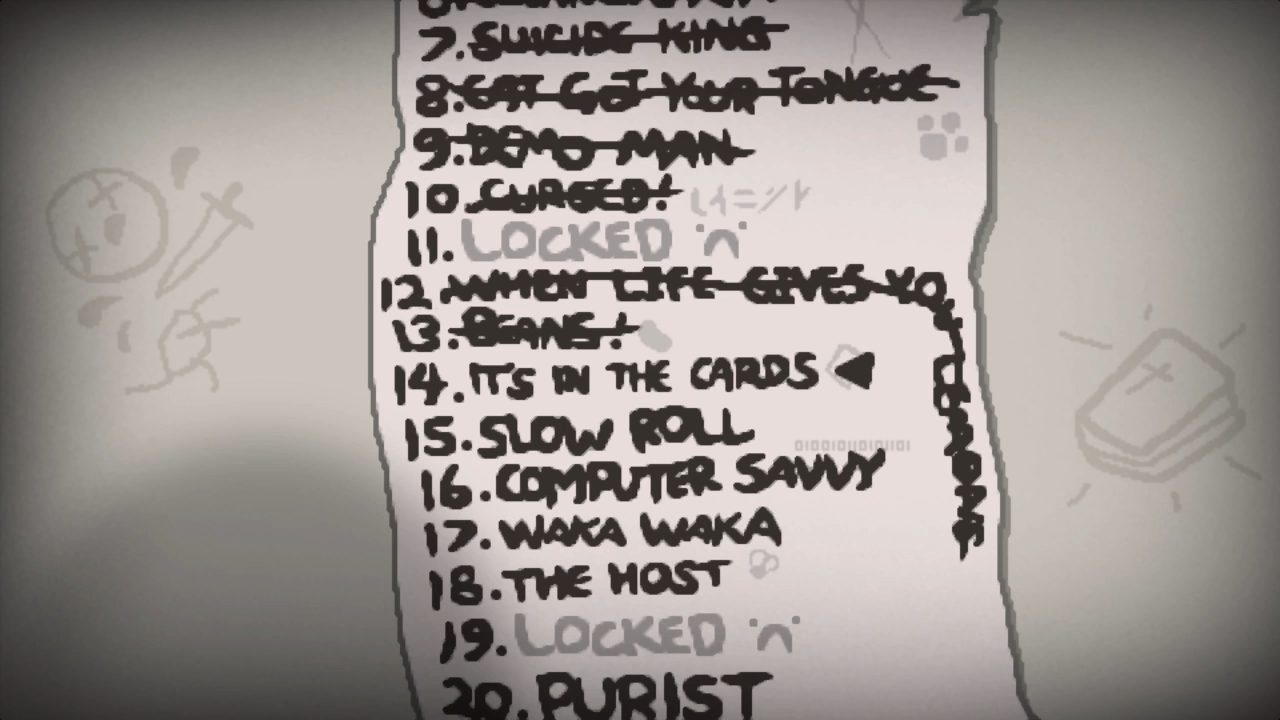 7. SUICIDE KING
8. CAT GOT YOUR TONGUE
9. DEMO MAN
10. CURSED!
11. LOCKED
12 WHEN LIFE GIVES YOU LEMONS
13. BEANS!
14. IT'S IN THE CARDS
15. SLOW ROLL
16. COMPUTER SAVVY
17. WAKA WAKA
18. THE HOST
19. LOCKED
20. PURIST